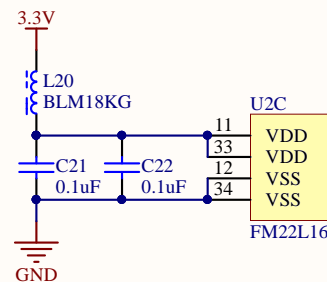 3.3V
L20
BLM18KG
U2C
11 VDD
33 VDD
C21 C22 12 VSS
0.1uF 0.1uF 34 VSS
FM22L16
GND